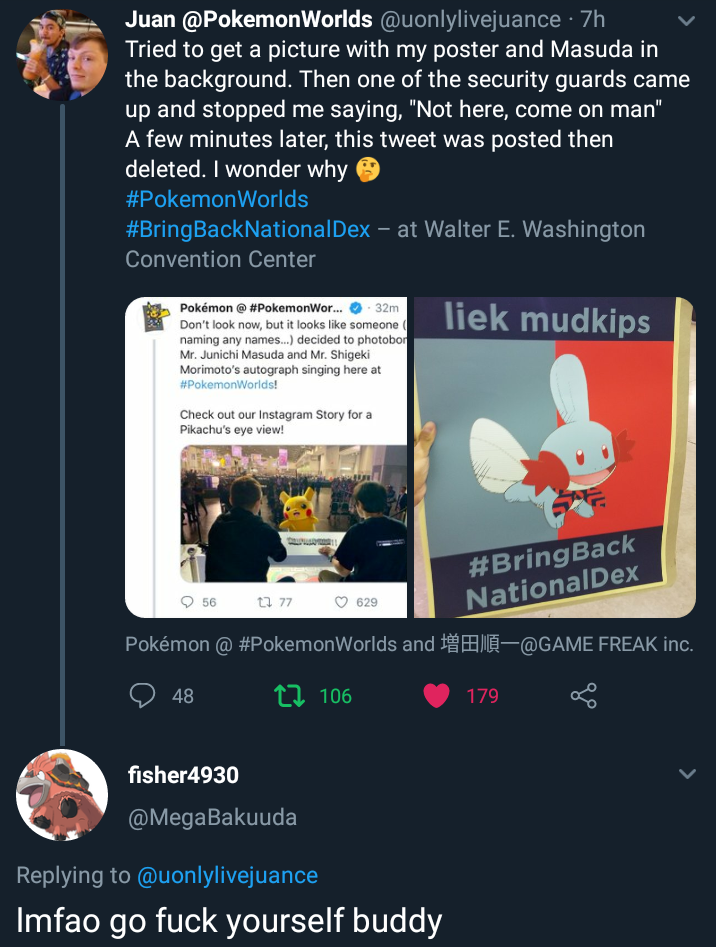 Juan @PokemonWorlds @uonlylivejuance · 7h
Tried to get a picture with my poster and Masuda in
the background. Then one of the security guards came
up and stopped me saying, "Not here, come on man"
A few minutes later, this tweet was posted then
deleted. I wonder why 🤔
#PokemonWorlds
#BringBackNationalDex – at Walter E. Washington
Convention Center
Pokémon @ #PokemonWor... · 32m
Don't look now, but it looks like someone (
naming any names...) decided to photobor
Mr. Junichi Masuda and Mr. Shigeki
Morimoto's autograph singing here at
#PokemonWorlds!
Check out our Instagram Story for a
Pikachu's eye view!
56 77 629
liek mudkips
#BringBack
NationalDex
Pokémon @ #PokemonWorlds and 増田順一@GAME FREAK inc.
48 106 179
fisher4930
@MegaBakuuda
Replying to @uonlylivejuance
lmfao go fuck yourself buddy